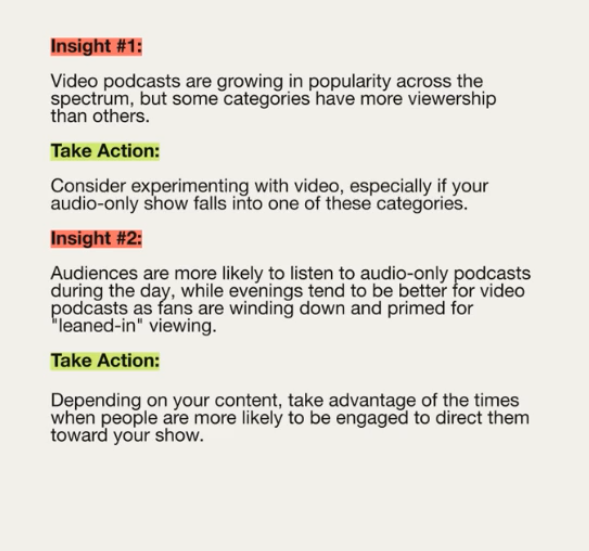 Insight #1:
Video podcasts are growing in popularity across the
spectrum, but some categories have more viewership
than others.
Take Action:
Consider experimenting with video, especially if your
audio-only show falls into one of these categories.
Insight #2:
Audiences are more likely to listen to audio-only podcasts
during the day, while evenings tend to be better for video
podcasts as fans are winding down and primed for
"leaned-in" viewing.
Take Action:
Depending on your content, take advantage of the times
when people are more likely to be engaged to direct them
toward your show.